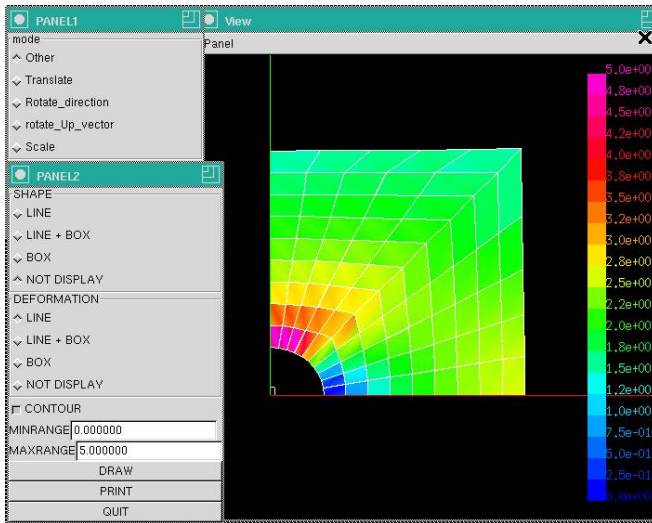 PANEL1
mode
Other
Translate
Rotate_direction
rotate_Up_vector
Scale
PANEL2
SHAPE
LINE
LINE + BOX
BOX
NOT DISPLAY
DEFORMATION
LINE
LINE + BOX
BOX
NOT DISPLAY
CONTOUR
MINRANGE 0.000000
MAXRANGE 5.000000
DRAW
PRINT
QUIT
View
Panel
5.0e+00
4.8e+00
4.5e+00
4.2e+00
4.0e+00
3.8e+00
3.5e+00
3.2e+00
3.0e+00
2.8e+00
2.5e+00
2.2e+00
2.0e+00
1.8e+00
1.5e+00
1.2e+00
1.0e+00
7.5e-01
5.0e-01
2.5e-01
0.0e+00